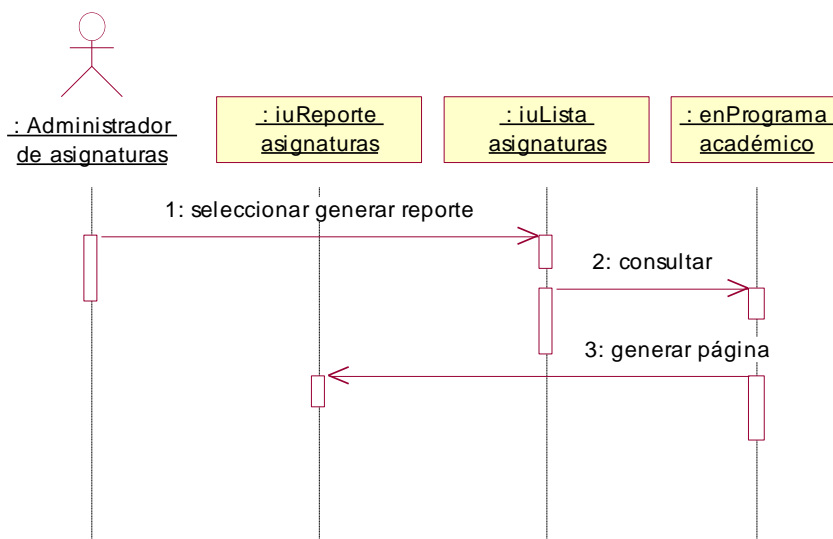 : Administrador
de asignaturas
: iuReporte
asignaturas
: iuLista
asignaturas
: enPrograma
académico
1: seleccionar generar reporte
2: consultar
3: generar página